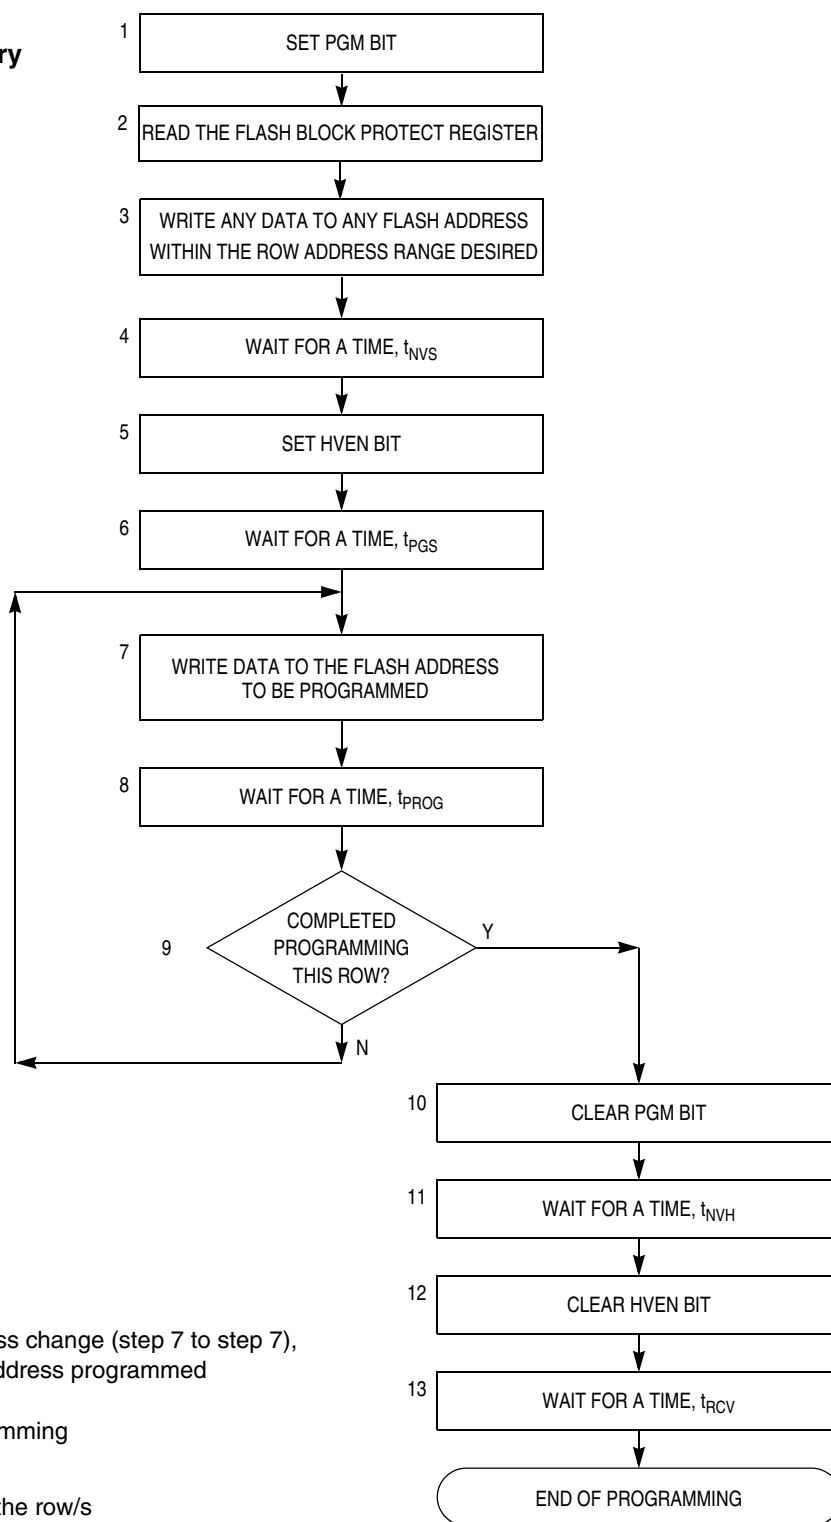 ry
1
SET PGM BIT
2
READ THE FLASH BLOCK PROTECT REGISTER
3
WRITE ANY DATA TO ANY FLASH ADDRESS
WITHIN THE ROW ADDRESS RANGE DESIRED
4
WAIT FOR A TIME, tNVS
5
SET HVEN BIT
6
WAIT FOR A TIME, tPGS
7
WRITE DATA TO THE FLASH ADDRESS
TO BE PROGRAMMED
8
WAIT FOR A TIME, tPROG
9
COMPLETED
PROGRAMMING
THIS ROW?
Y
N
10
CLEAR PGM BIT
11
WAIT FOR A TIME, tNVH
12
CLEAR HVEN BIT
13
WAIT FOR A TIME, tRCV
END OF PROGRAMMING
ss change (step 7 to step 7),
ddress programmed
mming
the row/s